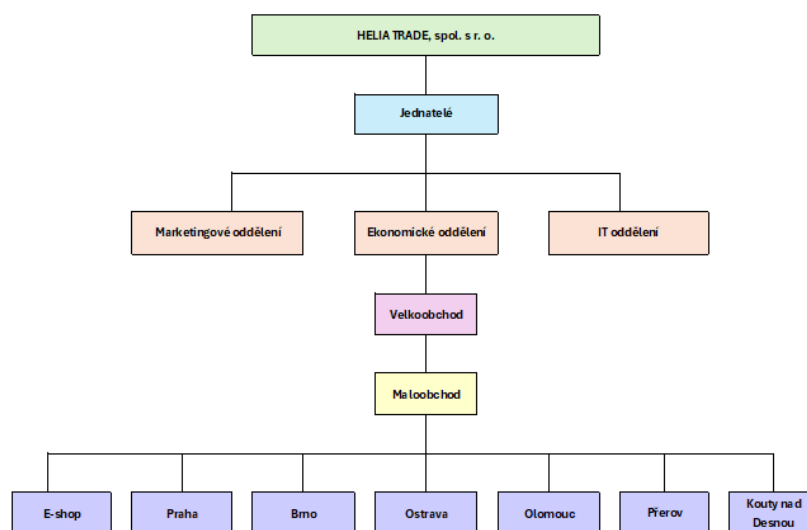 HELIA TRADE, spol. s r. o.
Jednatelé
Marketingové oddělení
Ekonomické oddělení
IT oddělení
Velkoobchod
Maloobchod
E-shop
Praha
Brno
Ostrava
Olomouc
Přerov
Kouty nad
Desnou